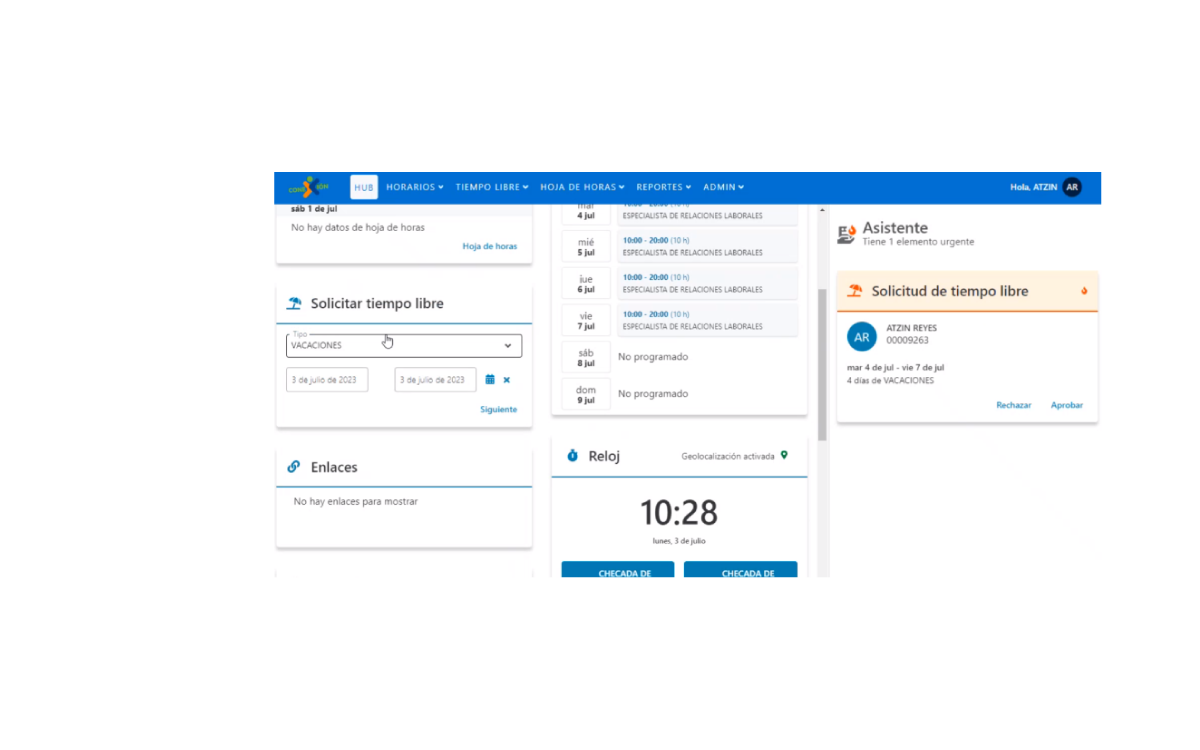 HUB HORARIOS TIEMPO LIBRE HOJA DE HORAS REPORTES ADMIN Hola, ATZIN AR
sáb 1 de jul
No hay datos de hoja de horas
Hoja de horas
Solicitar tiempo libre
Tipo
VACACIONES
3 de julio de 2023 3 de julio de 2023
Siguiente
Enlaces
No hay enlaces para mostrar
4 jul
ESPECIALISTA DE RELACIONES LABORALES
mié
5 jul
10:00 - 20:00 (10 h)
ESPECIALISTA DE RELACIONES LABORALES
jue
6 jul
10:00 - 20:00 (10 h)
ESPECIALISTA DE RELACIONES LABORALES
vie
7 jul
10:00 - 20:00 (10 h)
ESPECIALISTA DE RELACIONES LABORALES
sáb
8 jul
No programado
dom
9 jul
No programado
Reloj
Geolocalización activada
10:28
lunes, 3 de julio
CHECADA DE CHECADA DE
Asistente
Tiene 1 elemento urgente
Solicitud de tiempo libre
AR
ATZIN REYES
00009263
mar 4 de jul - vie 7 de jul
4 días de VACACIONES
Rechazar Aprobar